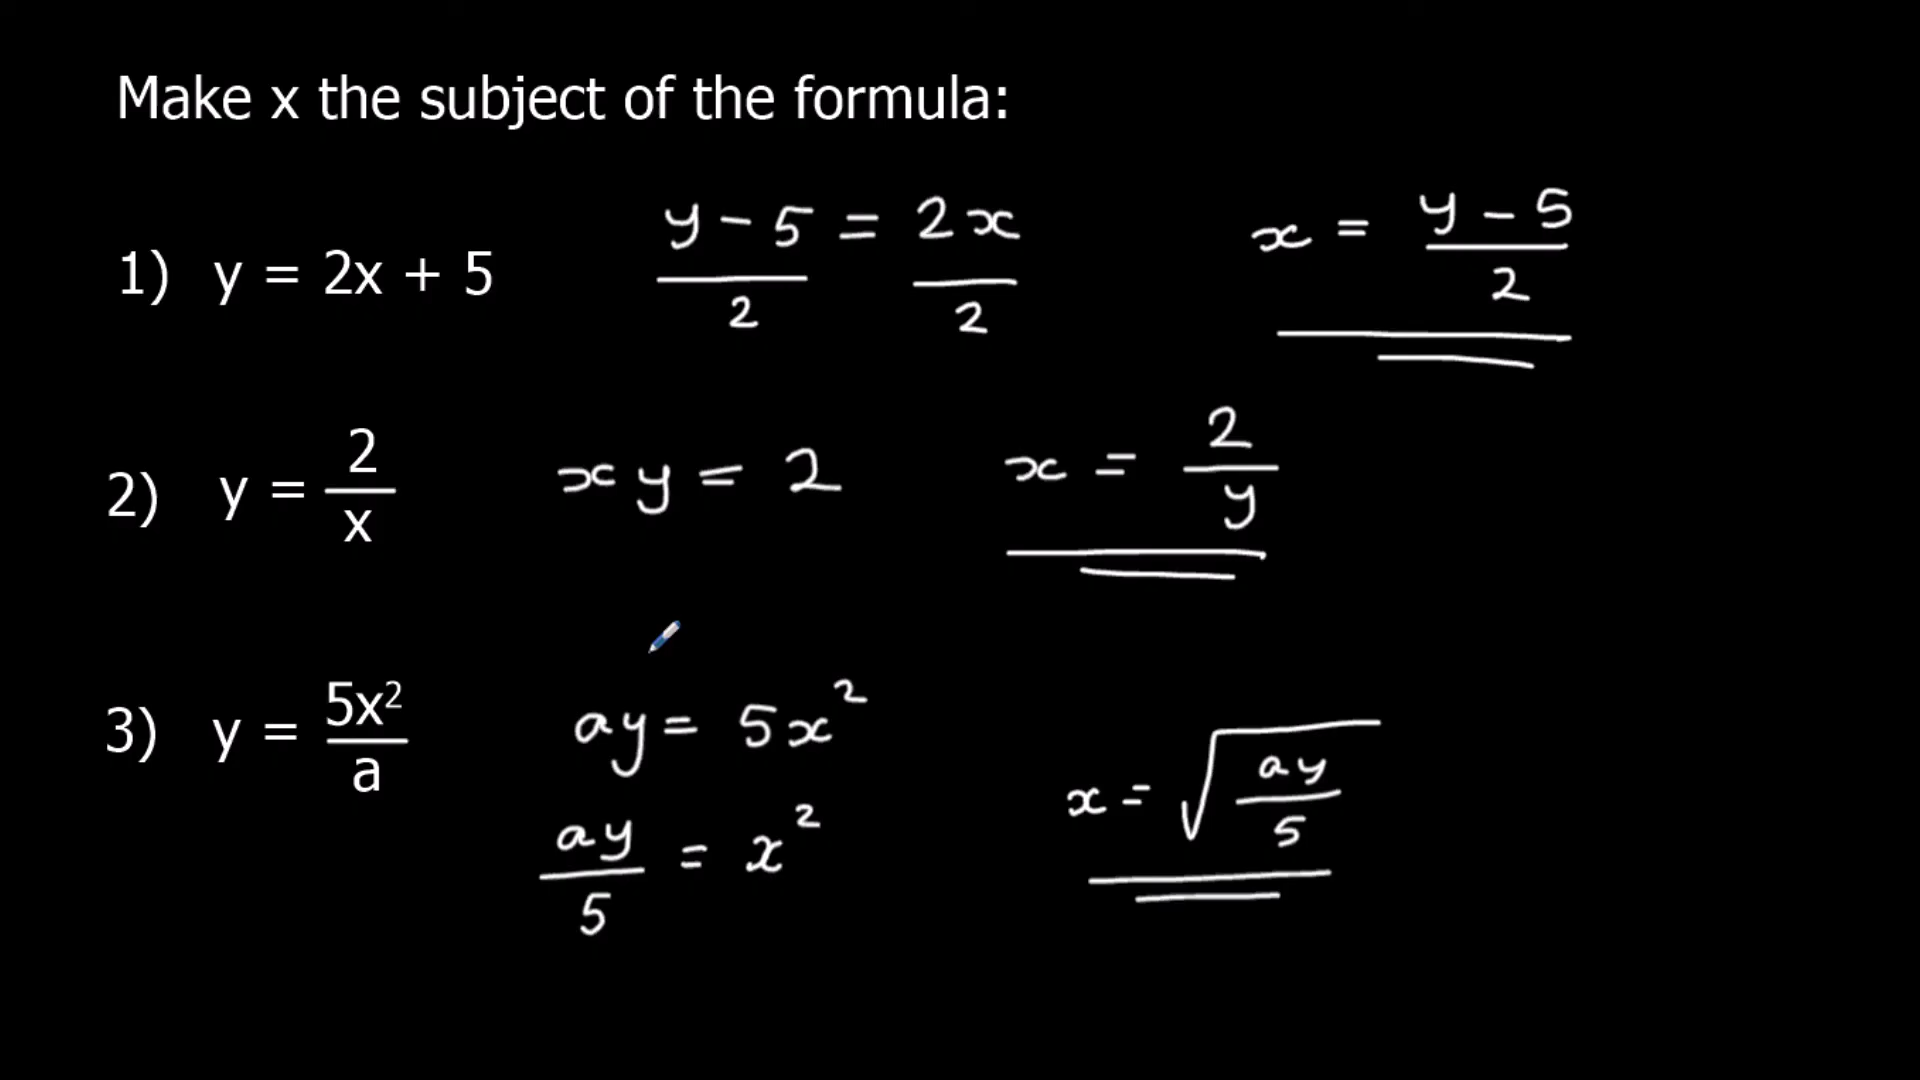 Make x the subject of the formula:
1) y = 2x + 5
y - 5 = 2x
2 2
x = y - 5
2
2) y = 2
x
xy = 2
x = 2
y
3) y = 5x²
a
ay = 5x²
ay = x²
5
x = √ay
5